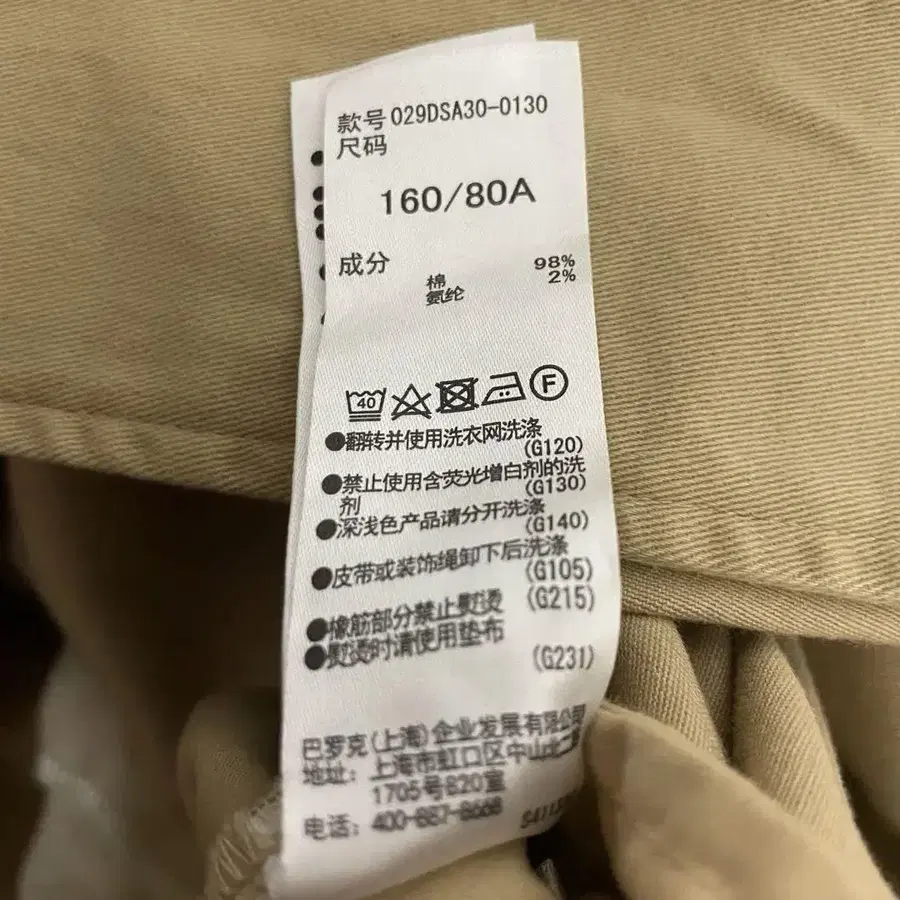 款号 029DSA30-0130
尺码
160/80A
成分
棉 98%
氨纶 2%
40 F
●翻转并使用洗衣网洗涤
(G120)
●禁止使用含荧光增白剂的洗
剂 (G130)
●深浅色产品请分开洗涤
(G140)
●皮带或装饰绳卸下后洗涤
(G105)
●橡筋部分禁止熨烫 (G215)
●熨烫时请使用垫布
(G231)
巴罗克(上海)企业发展有限公司
地址: 上海市虹口区中山北二路
1705号820室
电话: 400-887-8668